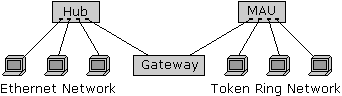 Hub
MAU
Gateway
Ethernet Network
Token Ring Network